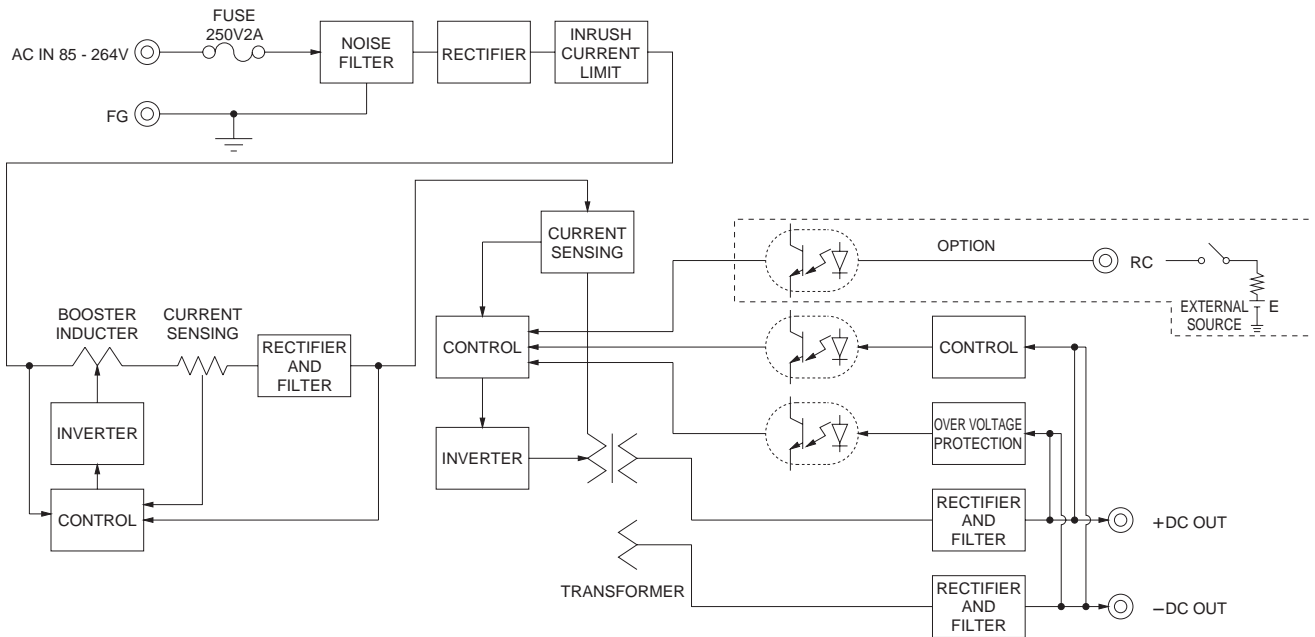 FUSE
250V2A
AC IN 85 - 264V
NOISE
FILTER
RECTIFIER
INRUSH
CURRENT
LIMIT
FG
CURRENT
SENSING
OPTION
RC
EXTERNAL
SOURCE
E
BOOSTER
INDUCTER
CURRENT
SENSING
RECTIFIER
AND
FILTER
CONTROL
CONTROL
INVERTER
INVERTER
OVER VOLTAGE
PROTECTION
CONTROL
RECTIFIER
AND
FILTER
+DC OUT
TRANSFORMER
RECTIFIER
AND
FILTER
−DC OUT